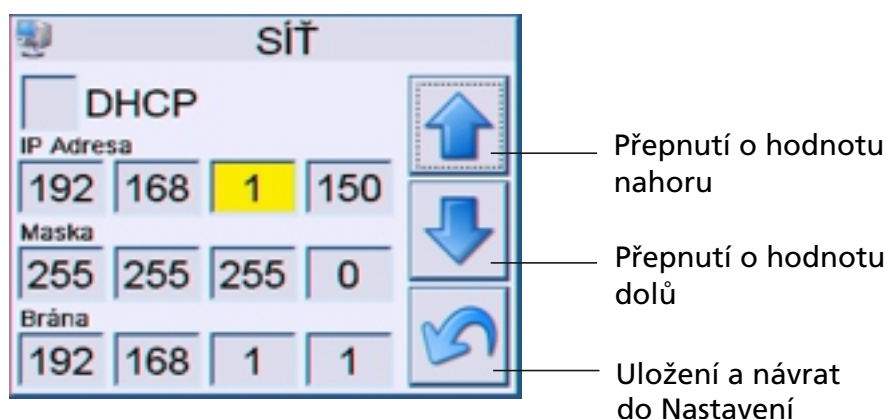 SÍŤ
DHCP
IP Adresa
192 168 1 150
Maska
255 255 255 0
Brána
192 168 1 1
Přepnutí o hodnotu
nahoru
Přepnutí o hodnotu
dolů
Uložení a návrat
do Nastavení